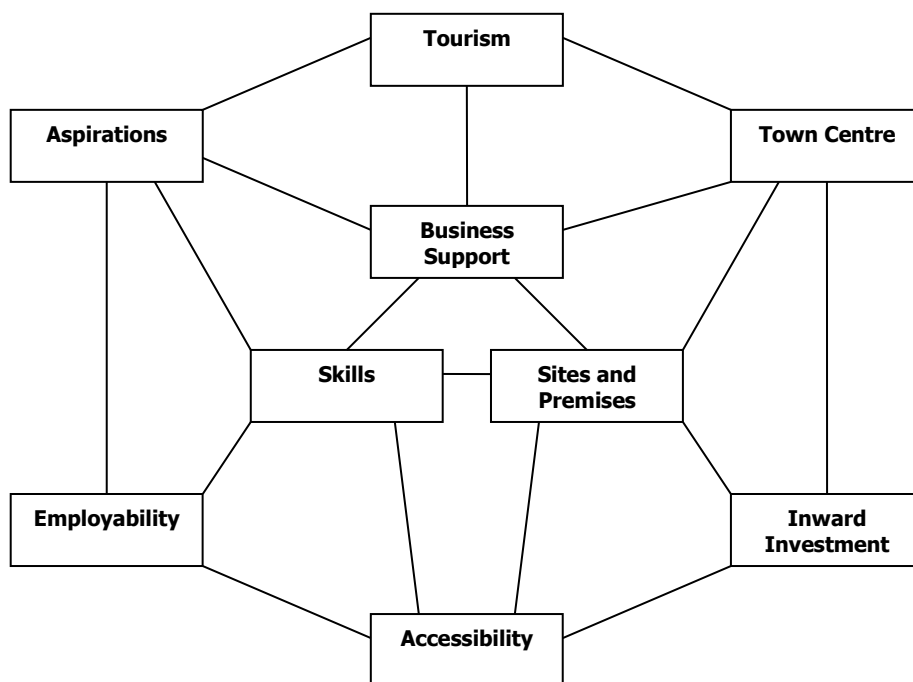 Tourism
Aspirations
Town Centre
Business
Support
Skills
Sites and
Premises
Employability
Inward
Investment
Accessibility